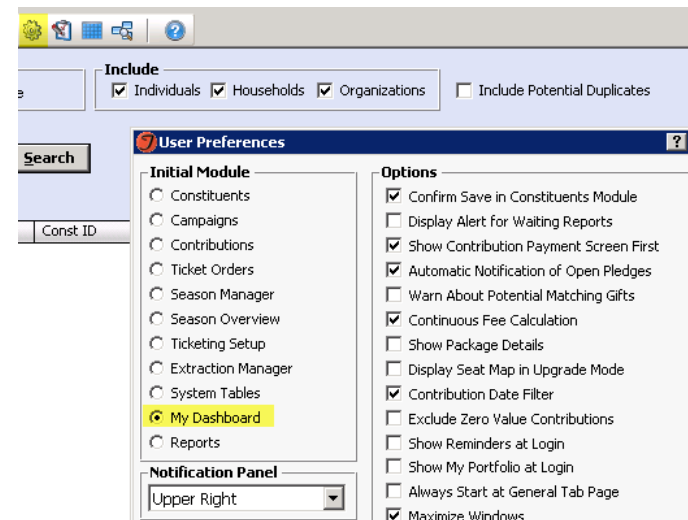 Include
e
Individuals Households Organizations Include Potential Duplicates
Search
Const ID
User Preferences
?
Initial Module
Constituents
Campaigns
Contributions
Ticket Orders
Season Manager
Season Overview
Ticketing Setup
Extraction Manager
System Tables
My Dashboard
Reports
Notification Panel
Upper Right
Options
Confirm Save in Constituents Module
Display Alert for Waiting Reports
Show Contribution Payment Screen First
Automatic Notification of Open Pledges
Warn About Potential Matching Gifts
Continuous Fee Calculation
Show Package Details
Display Seat Map in Upgrade Mode
Contribution Date Filter
Exclude Zero Value Contributions
Show Reminders at Login
Show My Portfolio at Login
Always Start at General Tab Page
Maximize Windows